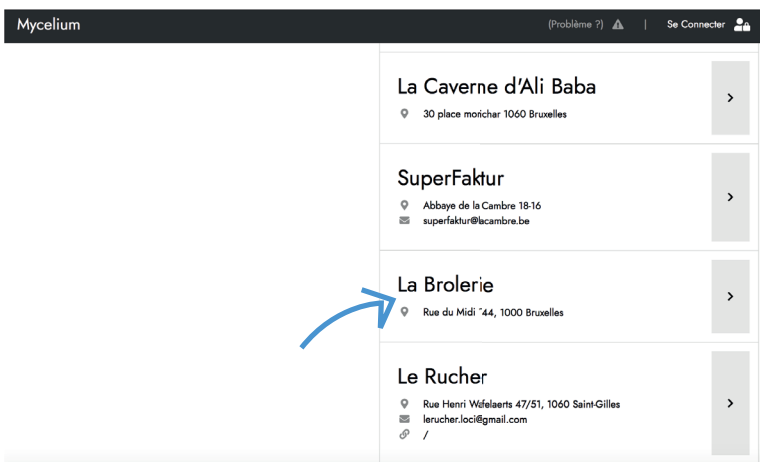 Mycelium
(Problème ?) | Se Connecter
La Caverne d'Ali Baba
30 place morichar 1060 Bruxelles
SuperFaktur
Abbaye de la Cambre 18-16
superfaktur@lacambre.be
La Brolerie
Rue du Midi 144, 1000 Bruxelles
Le Rucher
Rue Henri Wafelaerts 47/51, 1060 Saint-Gilles
lerucher.loci@gmail.com
/